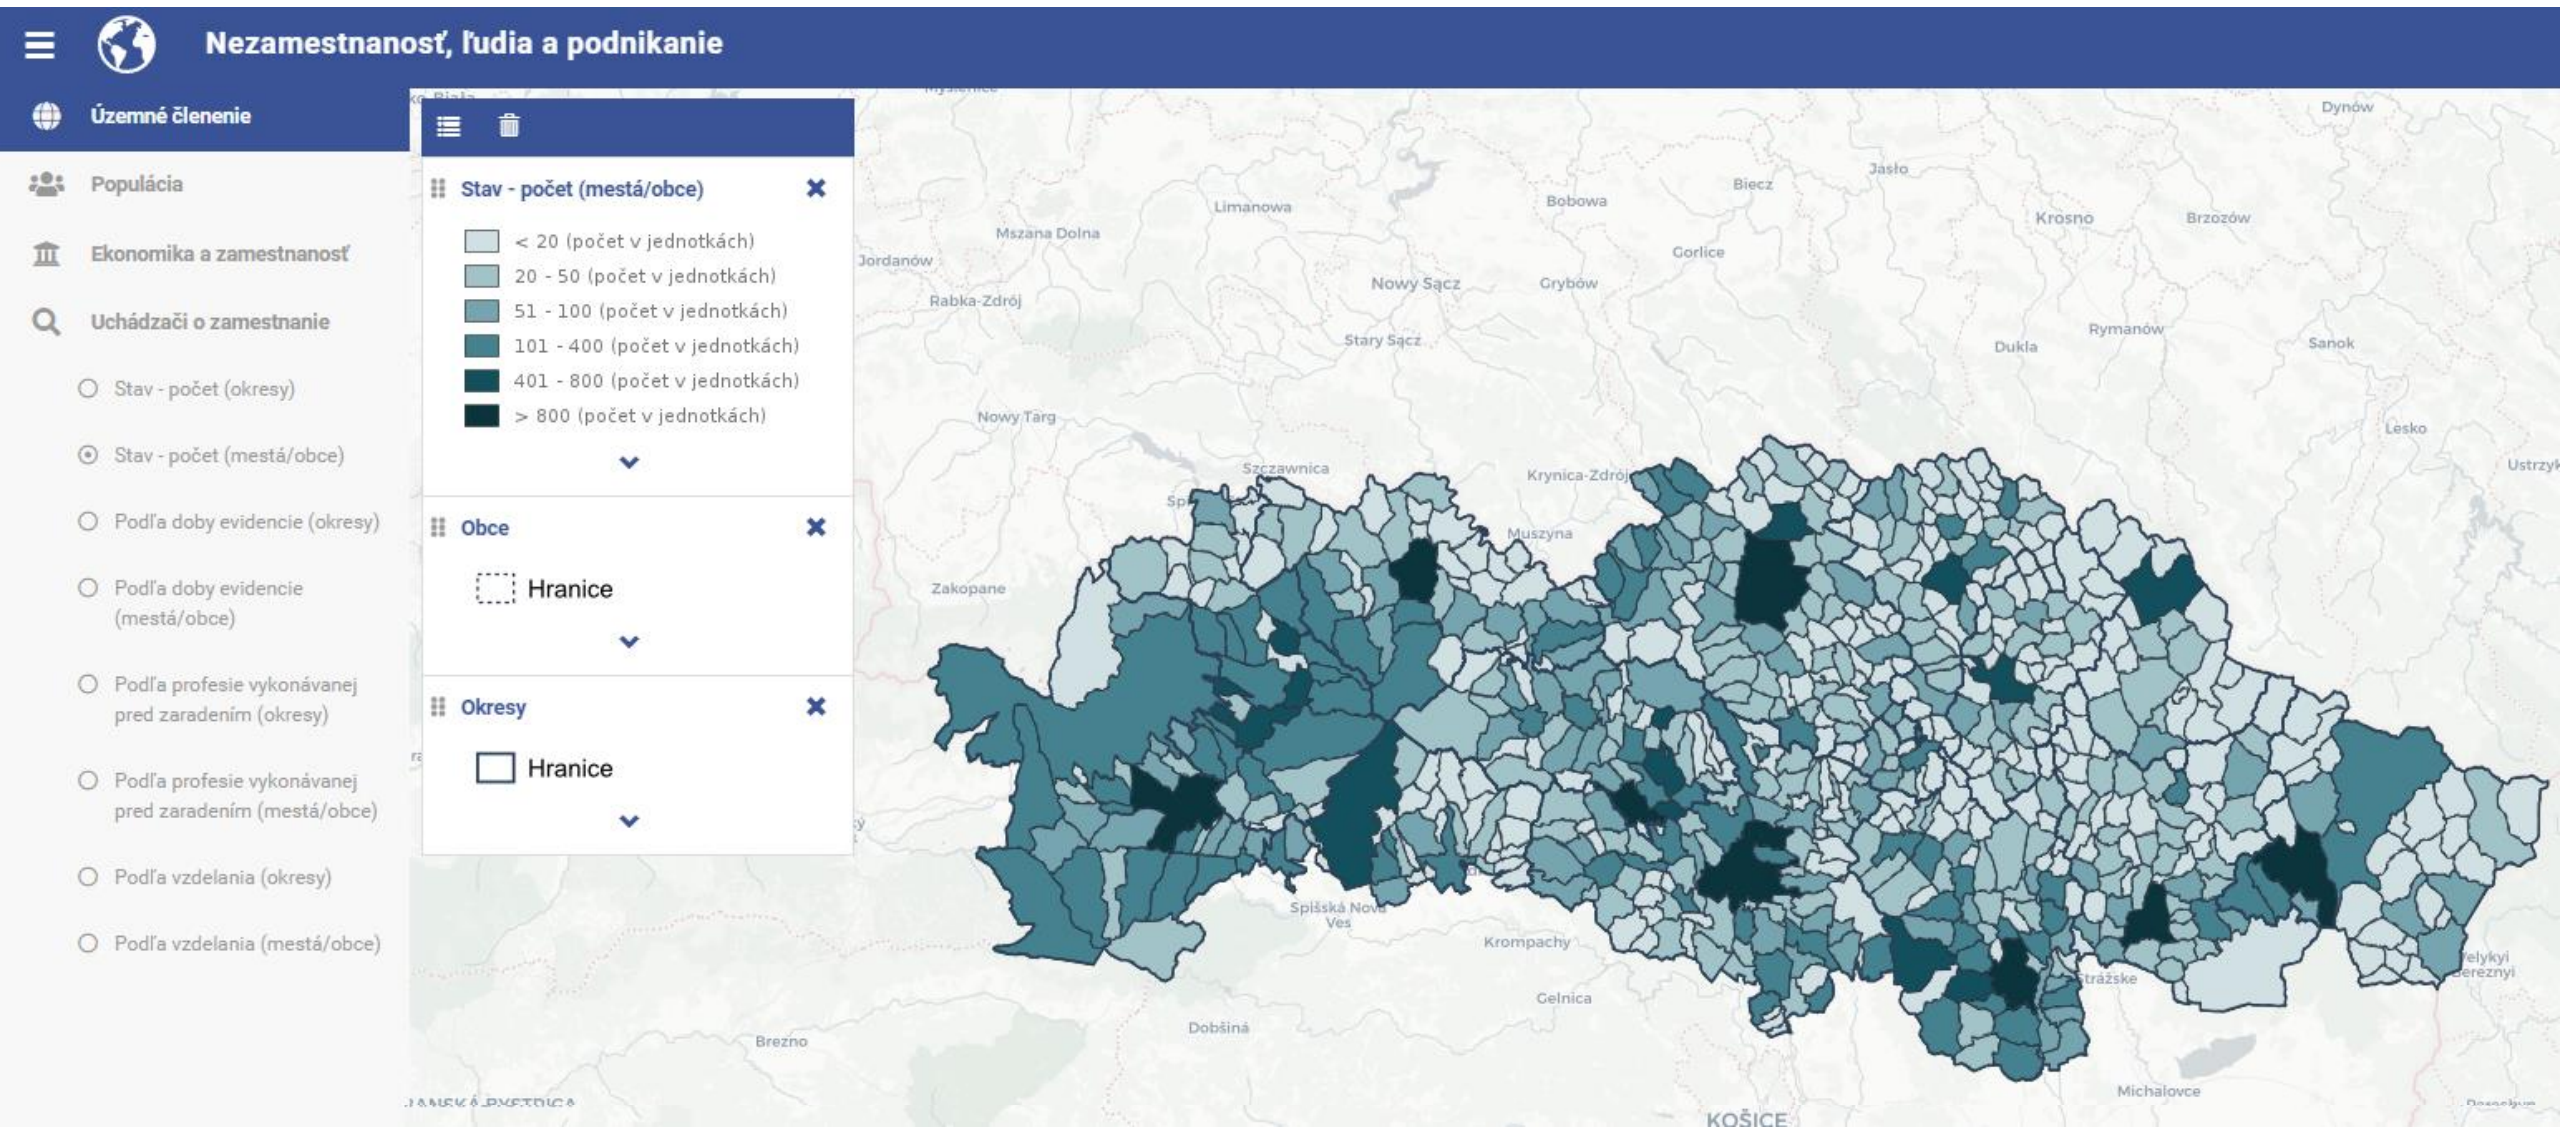 Nezamestnanosť, ľudia a podnikanie
Územné členenie
Populácia
Ekonomika a zamestnanosť
Uchádzači o zamestnanie
Stav - počet (okresy)
Stav - počet (mestá/obce)
Podľa doby evidencie (okresy)
Podľa doby evidencie
(mestá/obce)
Podľa profesie vykonávanej
pred zaradením (okresy)
Podľa profesie vykonávanej
pred zaradením (mestá/obce)
Podľa vzdelania (okresy)
Podľa vzdelania (mestá/obce)
Stav - počet (mestá/obce)
< 20 (počet v jednotkách)
20 - 50 (počet v jednotkách)
51 - 100 (počet v jednotkách)
101 - 400 (počet v jednotkách)
401 - 800 (počet v jednotkách)
> 800 (počet v jednotkách)
Obce
Hranice
Okresy
Hranice
Dynów
Jasło
Biecz
Bobowa
Limanowa
Krosno
Brzozów
Mszana Dolna
Gorlice
Jordanów
Nowy Sącz
Grybów
Rabka-Zdrój
Rymanów
Stary Sącz
Dukla
Sanok
Nowy Targ
Lesko
Szczawnica
Krynica-Zdrój
Muszyna
Zakopane
Spišská Nová
Ves
Krompachy
Strážske
Gelnica
Dobšiná
Brezno
Michalovce
KOŠICE